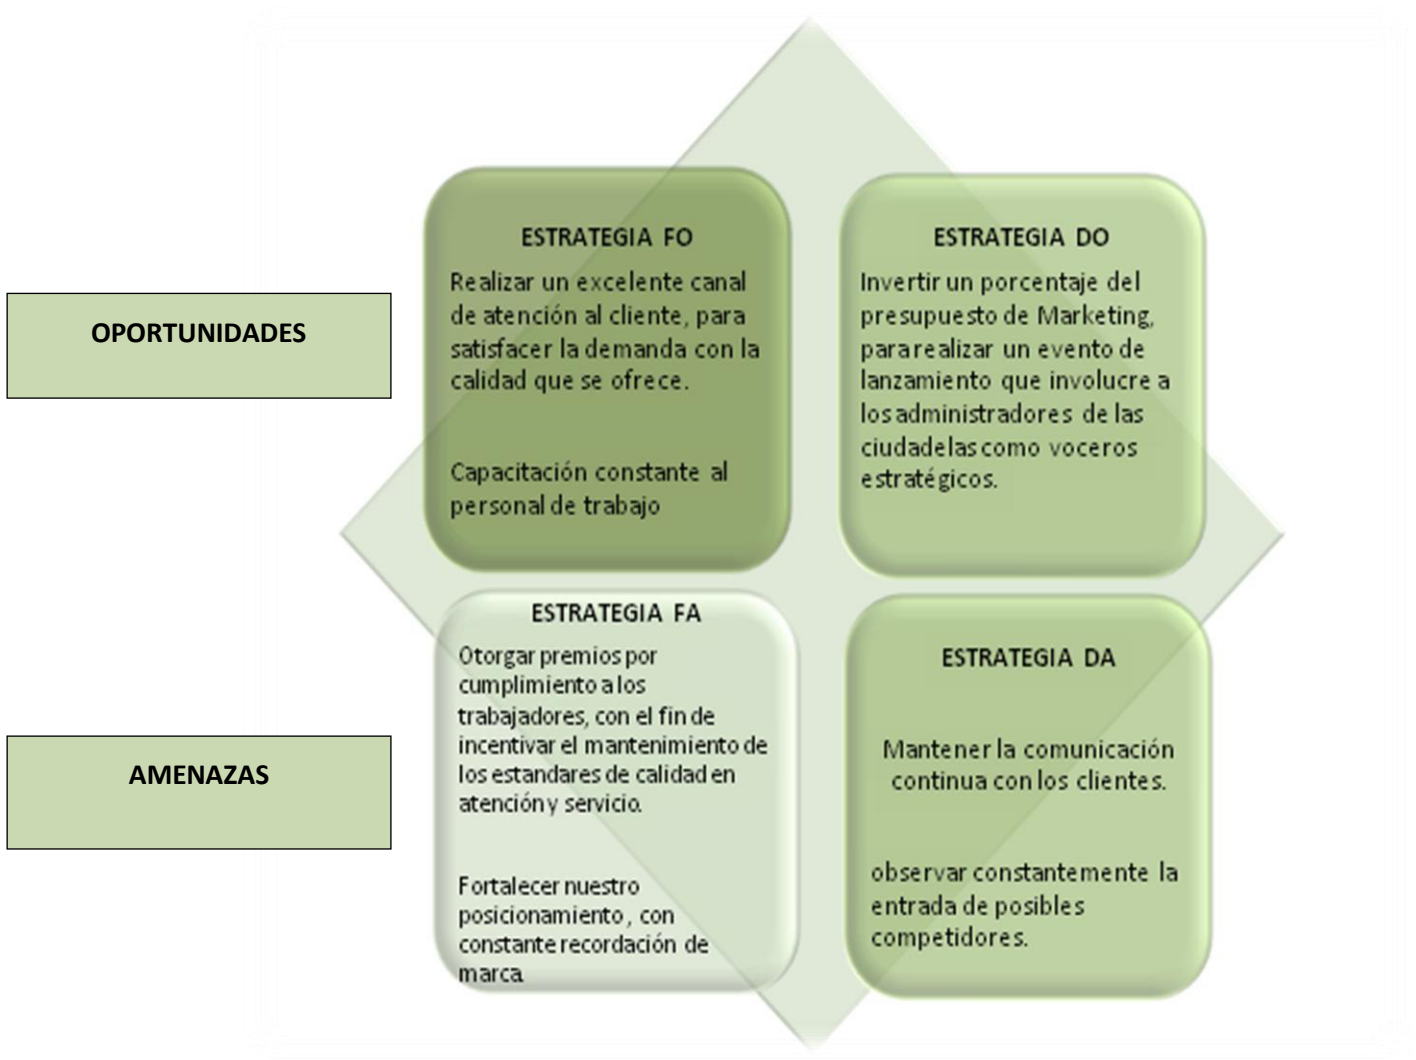 OPORTUNIDADES
ESTRATEGIA FO
Realizar un excelente canal
de atención al cliente, para
satisfacer la demanda con la
calidad que se ofrece.
Capacitación constante al
personal de trabajo
ESTRATEGIA DO
Invertir un porcentaje del
presupuesto de Marketing,
para realizar un evento de
lanzamiento que involucre a
los administradores de las
ciudadelas como voceros
estratégicos.
AMENAZAS
ESTRATEGIA FA
Otorgar premios por
cumplimiento a los
trabajadores, con el fin de
incentivar el mantenimiento de
los estandares de calidad en
atención y servicio.
Fortalecer nuestro
posicionamiento, con
constante recordación de
marca.
ESTRATEGIA DA
Mantener la comunicación
continua con los clientes.
observar constantemente la
entrada de posibles
competidores.